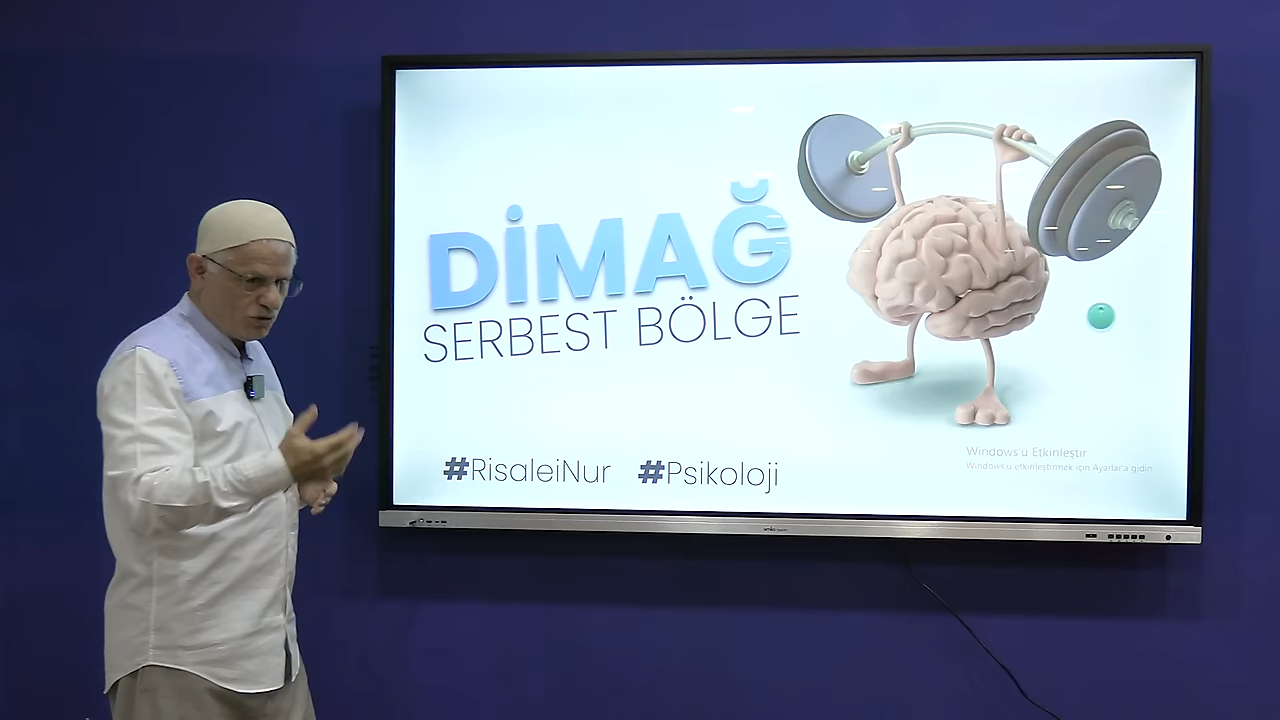 DİMAĞ
SERBEST BÖLGE
#RisaleiNur #Psikoloji
Windows'u Etkinleştir
Windows'u etkinleştirmek için Ayarlar'a gidin.